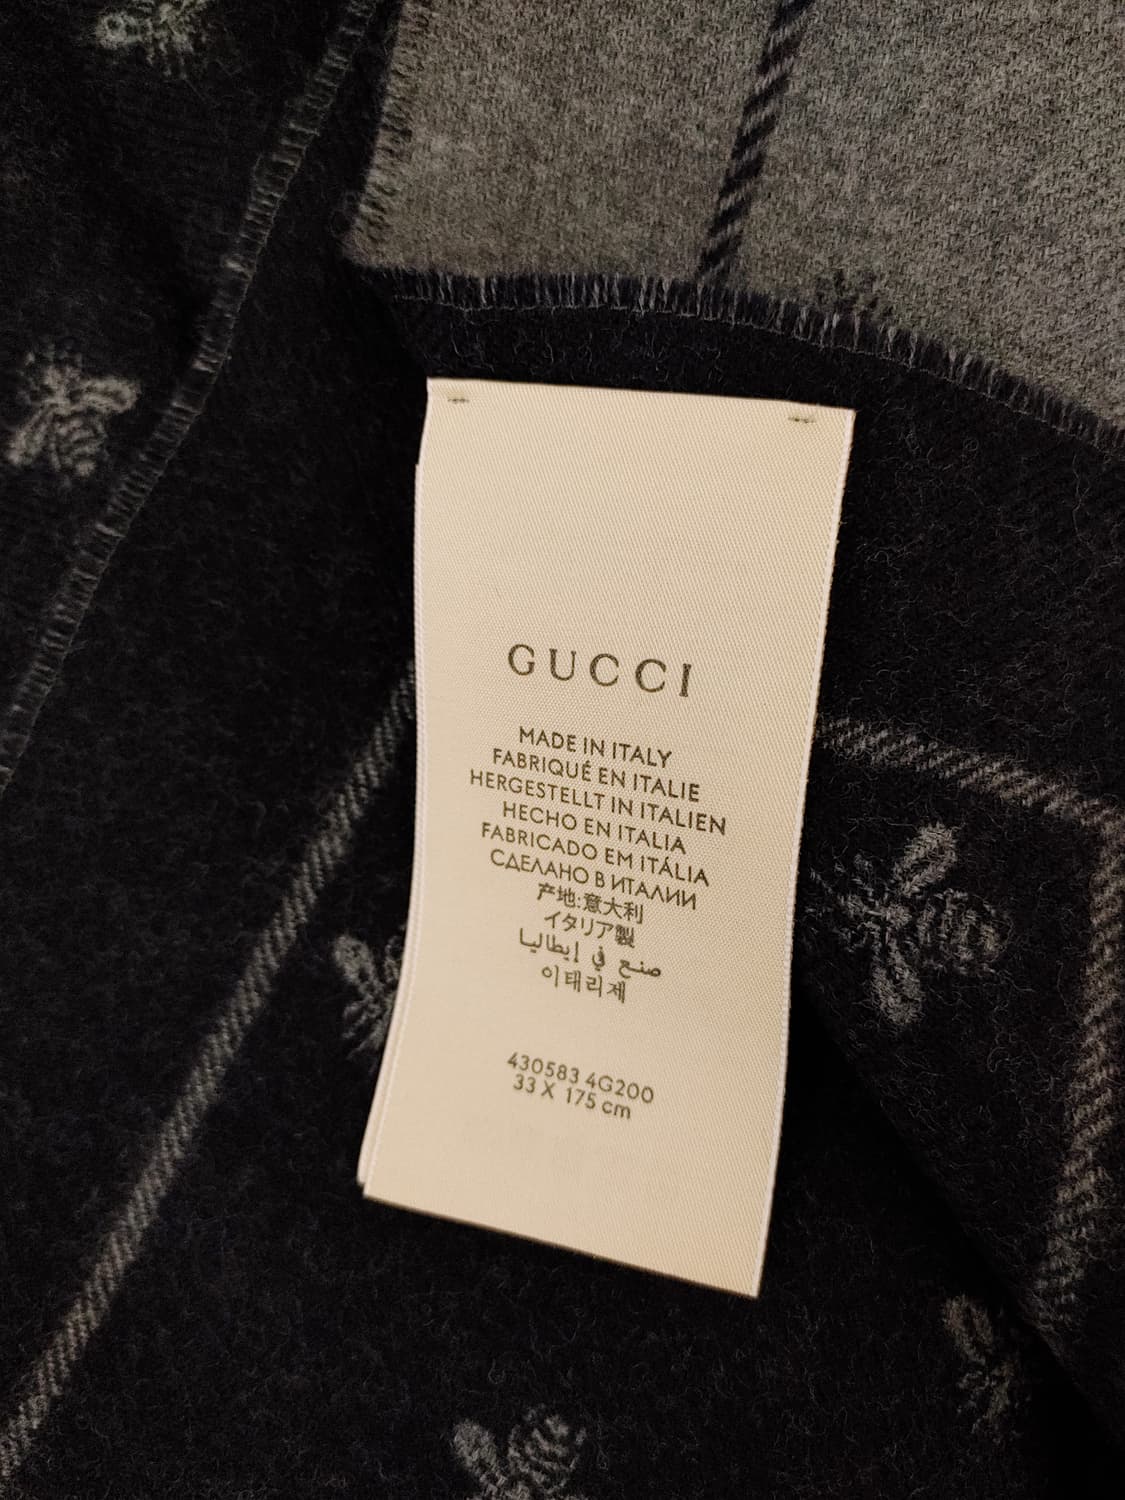 GUCCI
MADE IN ITALY
FABRIQUÉ EN ITALIE
HERGESTELLT IN ITALIEN
HECHO EN ITALIA
FABRICADO EM ITÁLIA
СДЕЛАНО В ИТАЛИИ
产地:意大利
イタリア製
صنع في إيطاليا
이태리제
430583 4G200
33 X 175 cm